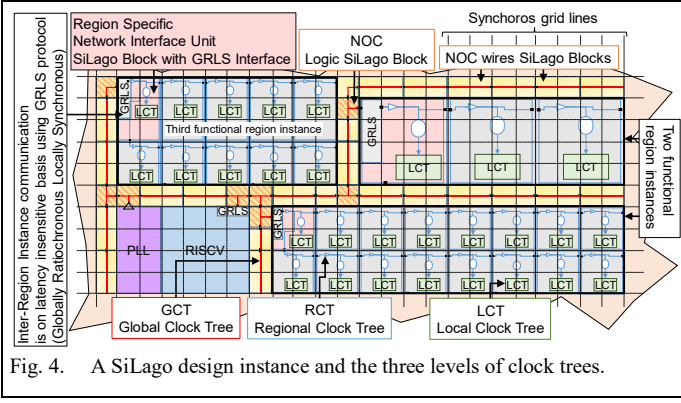 Region Specific
Network Interface Unit
SiLago Block with GRLS Interface
NOC
Logic SiLago Block
Synchoros grid lines
NOC wires SiLago Blocks
Inter-Region Instance communication
is on latency insensitive basis using GRLS protocol
(Globally Ratiochronous Locally Synchronous)
GRLS
LCT LCT LCT LCT LCT
Third functional region instance
LCT LCT LCT LCT LCT
GRLS
LCT LCT LCT
Two functional
region instances
GRLS
GRLS
LCT LCT LCT LCT LCT LCT LCT LCT
LCT LCT LCT LCT LCT LCT LCT LCT
PLL
RISCV
GCT
Global Clock Tree
RCT
Regional Clock Tree
LCT
Local Clock Tree
Fig. 4. A SiLago design instance and the three levels of clock trees.